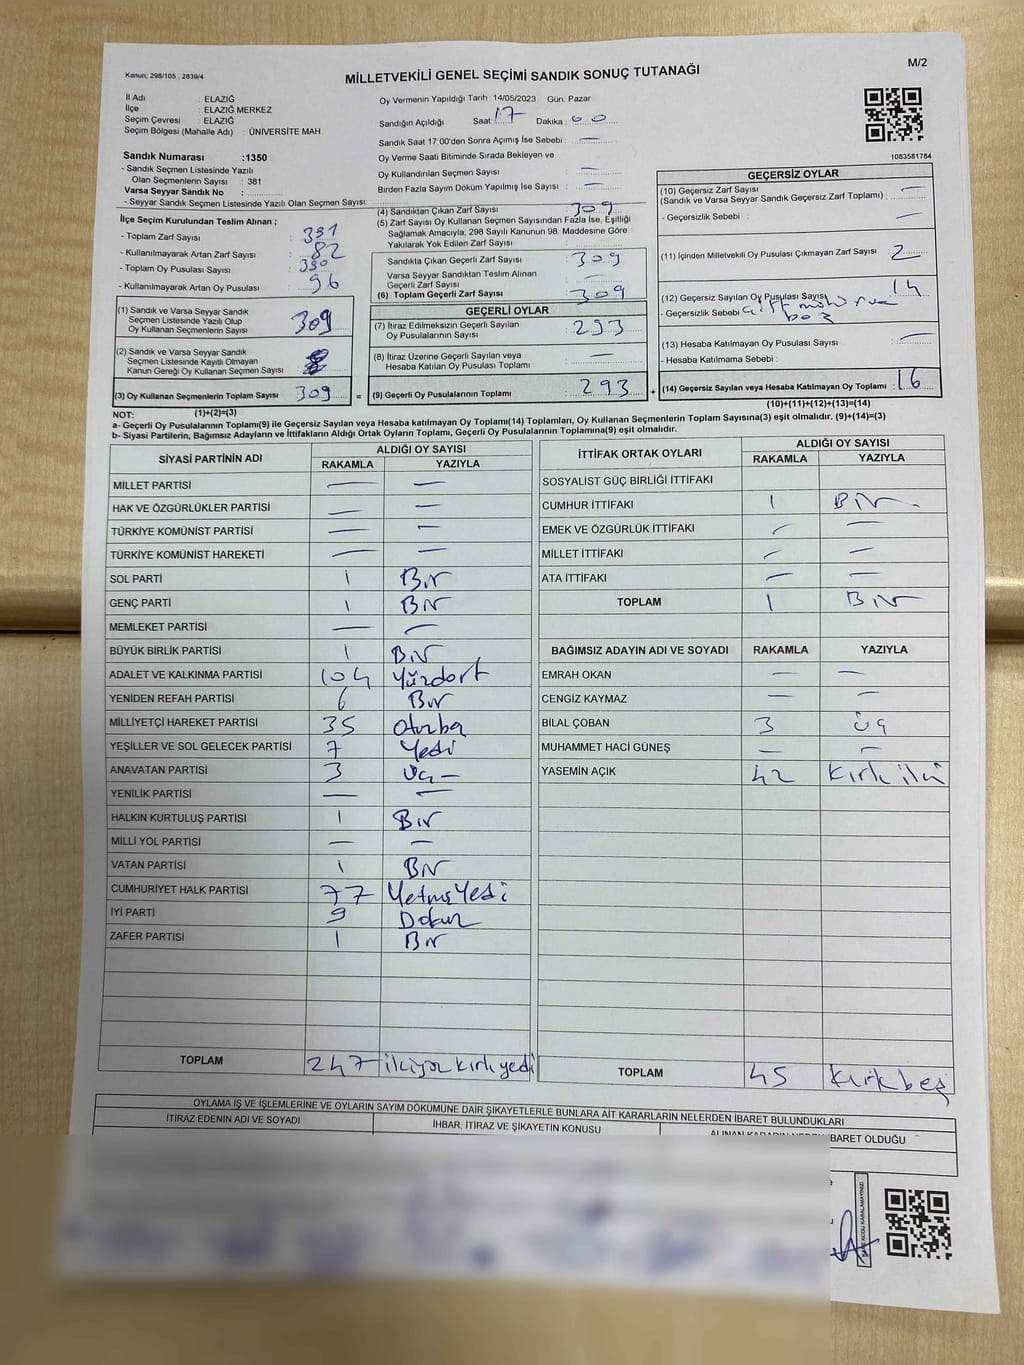 Kanun: 298/105 , 2839/4
MİLLETVEKİLİ GENEL SEÇİMİ SANDIK SONUÇ TUTANAĞI
M/2
İl Adı : ELAZIĞ
İlçe : ELAZIĞ MERKEZ
Seçim Çevresi : ELAZIĞ
Seçim Bölgesi (Mahalle Adı) : ÜNİVERSİTE MAH.
Sandık Numarası :1350
- Sandık Seçmen Listesinde Yazılı
Olan Seçmenlerin Sayısı : 381
Varsa Seyyar Sandık No :
- Seyyar Sandık Seçmen Listesinde Yazılı Olan Seçmen Sayısı:
Oy Vermenin Yapıldığı Tarih :14/05/2023 Gün: Pazar
Sandığın Açıldığı Saat: 17 Dakika : 00
Sandık Saat 17:00'den Sonra Açımış İse Sebebi : —
Oy Verme Saati Bitiminde Sırada Bekleyen ve
Oy Kullandırılan Seçmen Sayısı : —
Birden Fazla Sayım Döküm Yapılmış İse Sayısı : —
1083581784
İlçe Seçim Kurulundan Teslim Alınan ;
- Toplam Zarf Sayısı : 391
- Kullanılmayarak Artan Zarf Sayısı : 82
- Toplam Oy Pusulası Sayısı : 390
- Kullanılmayarak Artan Oy Pusulası : 96
(1) Sandık ve Varsa Seyyar Sandık
Seçmen Listesinde Yazılı Olup
Oy Kullanan Seçmenlerin Sayısı 309
(2) Sandık ve Varsa Seyyar Sandık
Seçmen Listesinde Kayıtlı Olmayan
Kanun Gereği Oy Kullanan Seçmen Sayısı :
(3) Oy Kullanan Seçmenlerin Toplam Sayısı 309 =
(4) Sandıktan Çıkan Zarf Sayısı : 309
(5) Zarf Sayısı Oy Kullanan Seçmen Sayısından Fazla İse, Eşitliği
Sağlamak Amacıyla; 298 Sayılı Kanunun 98. Maddesine Göre
Yakılarak Yok Edilen Zarf Sayısı :
Sandıkta Çıkan Geçerli Zarf Sayısı : 309
Varsa Seyyar Sandıktan Teslim Alınan
Geçerli Zarf Sayısı : —
(6) Toplam Geçerli Zarf Sayısı : 309
GEÇERLİ OYLAR
(7) İtiraz Edilmeksizin Geçerli Sayılan
Oy Pusulalarının Sayısı : 293
(8) İtiraz Üzerine Geçerli Sayılan veya
Hesaba Katılan Oy Pusulası Toplamı : —
(9) Geçerli Oy Pusulalarının Toplamı : 293 +
GEÇERSİZ OYLAR
(10) Geçersiz Zarf Sayısı
(Sandık ve Varsa Seyyar Sandık Geçersiz Zarf Toplamı) : —
- Geçersizlik Sebebi : —
(11) İçinden Milletvekili Oy Pusulası Çıkmayan Zarf Sayısı : 2
(12) Geçersiz Sayılan Oy Pusulası Sayısı : 14
- Geçersizlik Sebebi : Çift mühür ve
boş
(13) Hesaba Katılmayan Oy Pusulası Sayısı : —
- Hesaba Katılmama Sebebi :
(14) Geçersiz Sayılan veya Hesaba Katılmayan Oy Toplamı : 16
(1)+(2)=(3)
(10)+(11)+(12)+(13)=(14)
NOT:
a- Geçerli Oy Pusulalarının Toplamı(9) ile Geçersiz Sayılan veya Hesaba katılmayan Oy Toplamı(14) Toplamları, Oy Kullanan Seçmenlerin Toplam Sayısına(3) eşit olmalıdır. (9)+(14)=(3)
b- Siyasi Partilerin, Bağımsız Adayların ve İttifakların Aldığı Ortak Oyların Toplamı, Geçerli Oy Pusulalarının Toplamına(9) eşit olmalıdır.
SİYASİ PARTİNİN ADI ALDIĞI OY SAYISI
RAKAMLA YAZIYLA
MİLLET PARTİSİ — —
HAK VE ÖZGÜRLÜKLER PARTİSİ — —
TÜRKİYE KOMÜNİST PARTİSİ — —
TÜRKİYE KOMÜNİST HAREKETİ — —
SOL PARTİ 1 Bir
GENÇ PARTİ 1 Bir
MEMLEKET PARTİSİ — —
BÜYÜK BİRLİK PARTİSİ 1 Bir
ADALET VE KALKINMA PARTİSİ 104 Yüzdört
YENİDEN REFAH PARTİSİ 6 Bir
MİLLİYETÇİ HAREKET PARTİSİ 35 Otuzbe
YEŞİLLER VE SOL GELECEK PARTİSİ 7 Yedi
ANAVATAN PARTİSİ 3 Üç —
YENİLİK PARTİSİ — —
HALKIN KURTULUŞ PARTİSİ 1 Bir
MİLLİ YOL PARTİSİ — —
VATAN PARTİSİ 1 Bir
CUMHURİYET HALK PARTİSİ 77 Yetmişyedi
İYİ PARTİ 9 Dokuz
ZAFER PARTİSİ 1 Bir
TOPLAM 247 ikiyüz kırkyedi
İTTİFAK ORTAK OYLARI ALDIĞI OY SAYISI
RAKAMLA YAZIYLA
SOSYALİST GÜÇ BİRLİĞİ İTTİFAKI
CUMHUR İTTİFAKI 1 Bir
EMEK VE ÖZGÜRLÜK İTTİFAKI — —
MİLLET İTTİFAKI — —
ATA İTTİFAKI — —
TOPLAM 1 Bir
BAĞIMSIZ ADAYIN ADI VE SOYADI RAKAMLA YAZIYLA
EMRAH OKAN — —
CENGİZ KAYMAZ — —
BİLAL ÇOBAN 3 Üç
MUHAMMET HACİ GÜNEŞ — —
YASEMİN AÇIK 42 Kırk iki
TOPLAM 45 Kırkbeş
OYLAMA İŞ VE İŞLEMLERİNE VE OYLARIN SAYIM DÖKÜMÜNE DAİR ŞİKAYETLERLE BUNLARA AİT KARARLARIN NELERDEN İBARET BULUNDUKLARI
İTİRAZ EDENİN ADI VE SOYADI
İHBAR, İTİRAZ VE ŞİKAYETİN KONUSU
ALINAN KARARIN NEDEN İBARET OLDUĞU